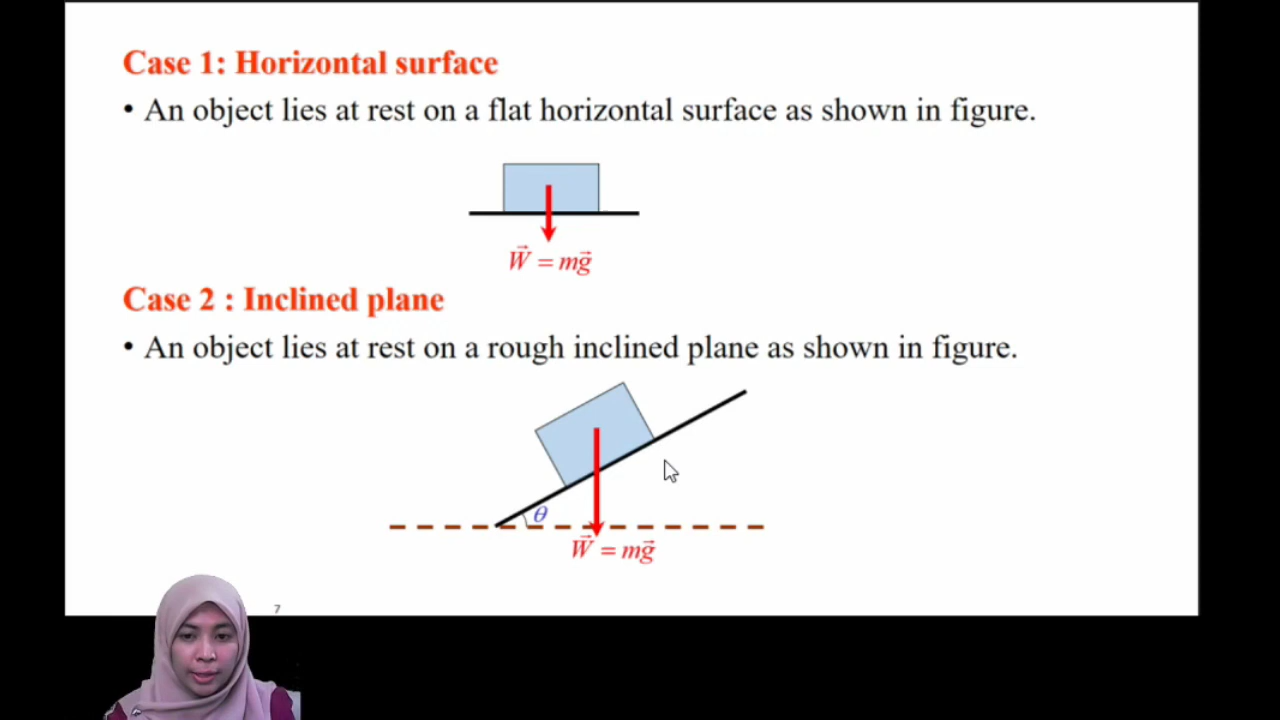 Case 1: Horizontal surface
• An object lies at rest on a flat horizontal surface as shown in figure.
W⃗ = mg⃗
Case 2 : Inclined plane
• An object lies at rest on a rough inclined plane as shown in figure.
θ
W⃗ = mg⃗
7